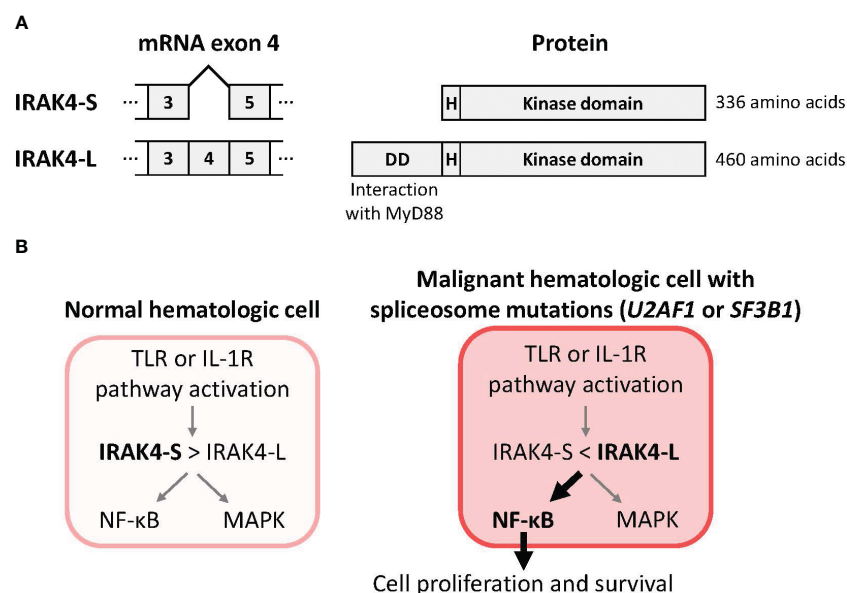 A
mRNA exon 4 Protein
IRAK4-S ··· 3 5 ··· H Kinase domain 336 amino acids
IRAK4-L ··· 3 4 5 ··· DD H Kinase domain 460 amino acids
Interaction
with MyD88
B
Normal hematologic cell
TLR or IL-1R
pathway activation
IRAK4-S > IRAK4-L
NF-κB MAPK
Malignant hematologic cell with
spliceosome mutations (U2AF1 or SF3B1)
TLR or IL-1R
pathway activation
IRAK4-S < IRAK4-L
NF-κB MAPK
Cell proliferation and survival